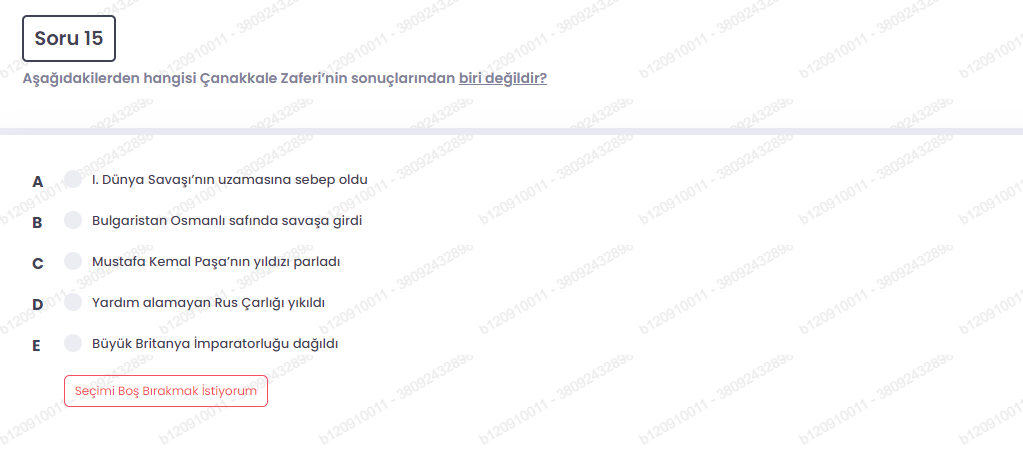 Soru 15
Aşağıdakilerden hangisi Çanakkale Zaferi’nin sonuçlarından biri değildir?
A I. Dünya Savaşı’nın uzamasına sebep oldu
B Bulgaristan Osmanlı safında savaşa girdi
C Mustafa Kemal Paşa’nın yıldızı parladı
D Yardım alamayan Rus Çarlığı yıkıldı
E Büyük Britanya İmparatorluğu dağıldı
Seçimi Boş Bırakmak İstiyorum
b120910011 - 38092432896